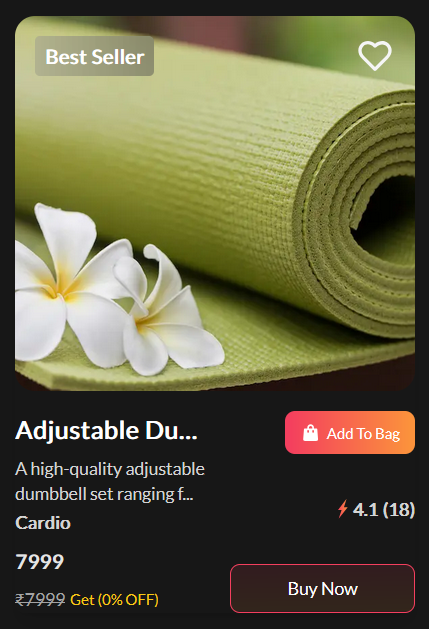 Best Seller
Adjustable Du...
Add To Bag
A high-quality adjustable
dumbbell set ranging f...
Cardio
4.1 (18)
7999
₹7999 Get (0% OFF)
Buy Now